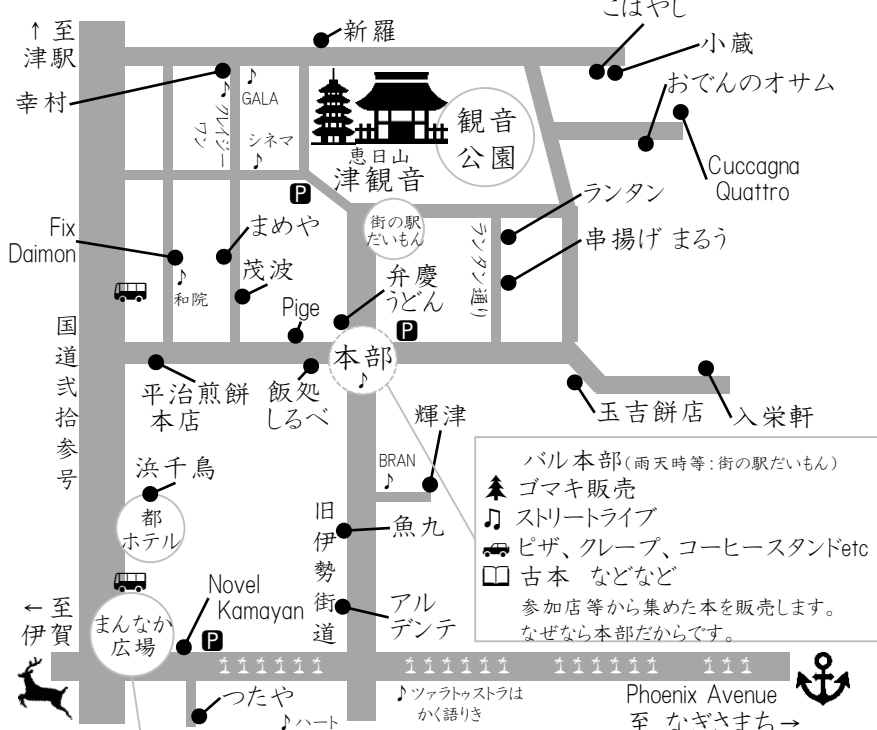 こはやし
↑ 至
津駅
新羅
小蔵
おでんのオサム
幸村
♪
GALA
♪ クレイジー
ワン
シネマ
♪
恵日山
津観音
観音
公園
Cuccagna
Quattro
P
街の駅
だいもん
ランタン
串揚げ まるう
ランタン通り
Fix
Daimon
まめや
♪
和院
茂波
Pige
弁慶
うどん
P
国道弐拾参号
本部
♪
平治煎餅
本店
飯処
しるべ
玉吉餅店
入栄軒
輝津
BRAN
♪
浜千鳥
都
ホテル
旧伊勢街道
魚九
アル
デンテ
バル本部(雨天時等:街の駅だいもん)
ゴマキ販売
ストリートライブ
ピザ、クレープ、コーヒースタンドetc
古本 などなど
参加店等から集めた本を販売します。
なぜなら本部だからです。
Novel
Kamayan
P
←至
伊賀
まんなか
広場
つたや
♪ハート
♪ツァラトゥストラは
かく語りき
Phoenix Avenue
至 なぎさまち→